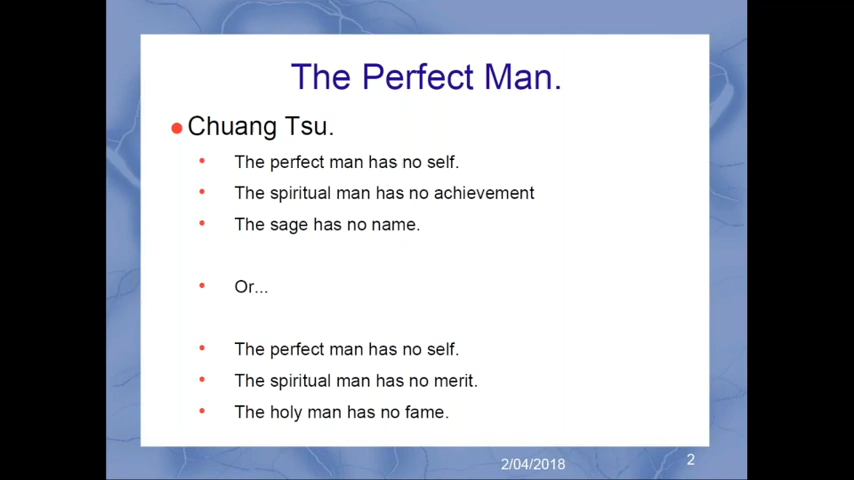 The Perfect Man.
Chuang Tsu.
The perfect man has no self.
The spiritual man has no achievement
The sage has no name.
Or...
The perfect man has no self.
The spiritual man has no merit.
The holy man has no fame.
2/04/2018
2